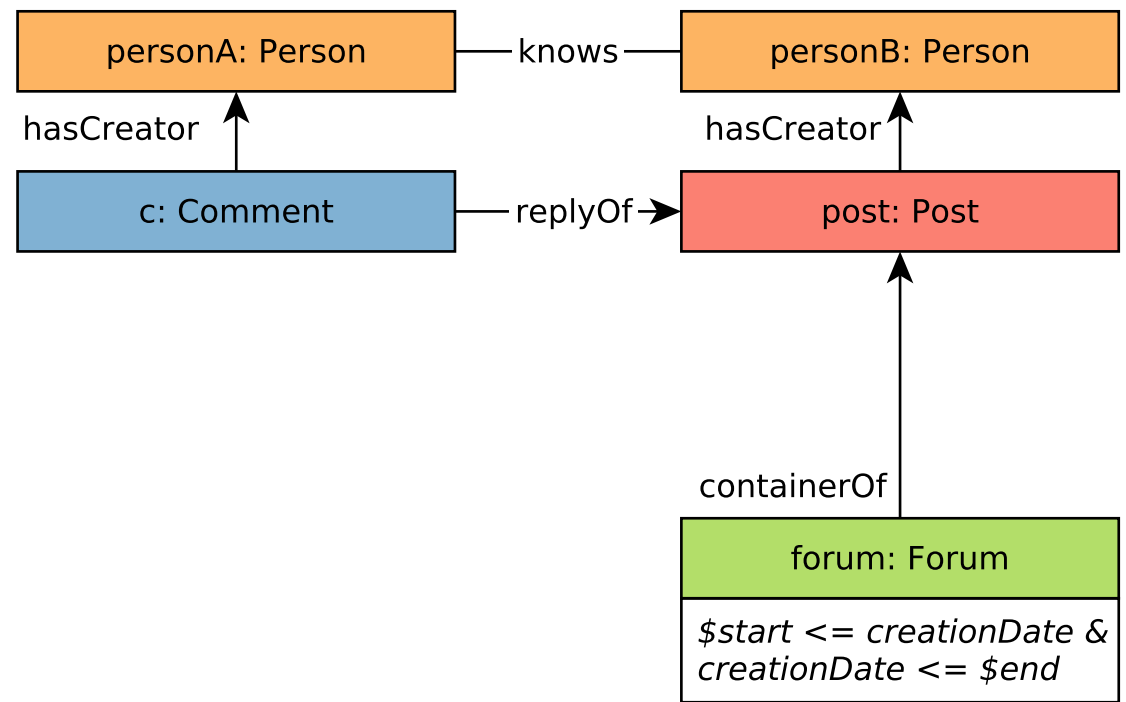 personA: Person
knows
personB: Person
hasCreator
hasCreator
c: Comment
replyOf
post: Post
containerOf
forum: Forum
$start <= creationDate &
creationDate <= $end